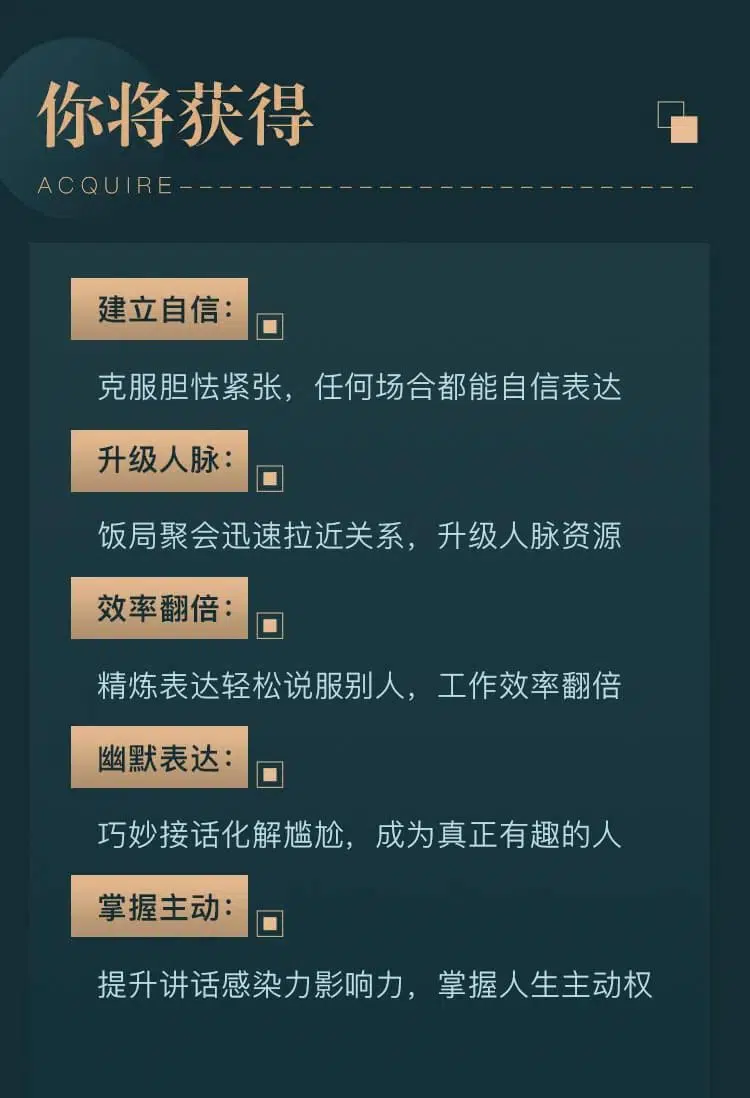 你将获得
ACQUIRE
建立自信：
克服胆怯紧张，任何场合都能自信表达
升级人脉：
饭局聚会迅速拉近关系，升级人脉资源
效率翻倍：
精炼表达轻松说服别人，工作效率翻倍
幽默表达：
巧妙接话化解尴尬，成为真正有趣的人
掌握主动：
提升讲话感染力影响力，掌握人生主动权